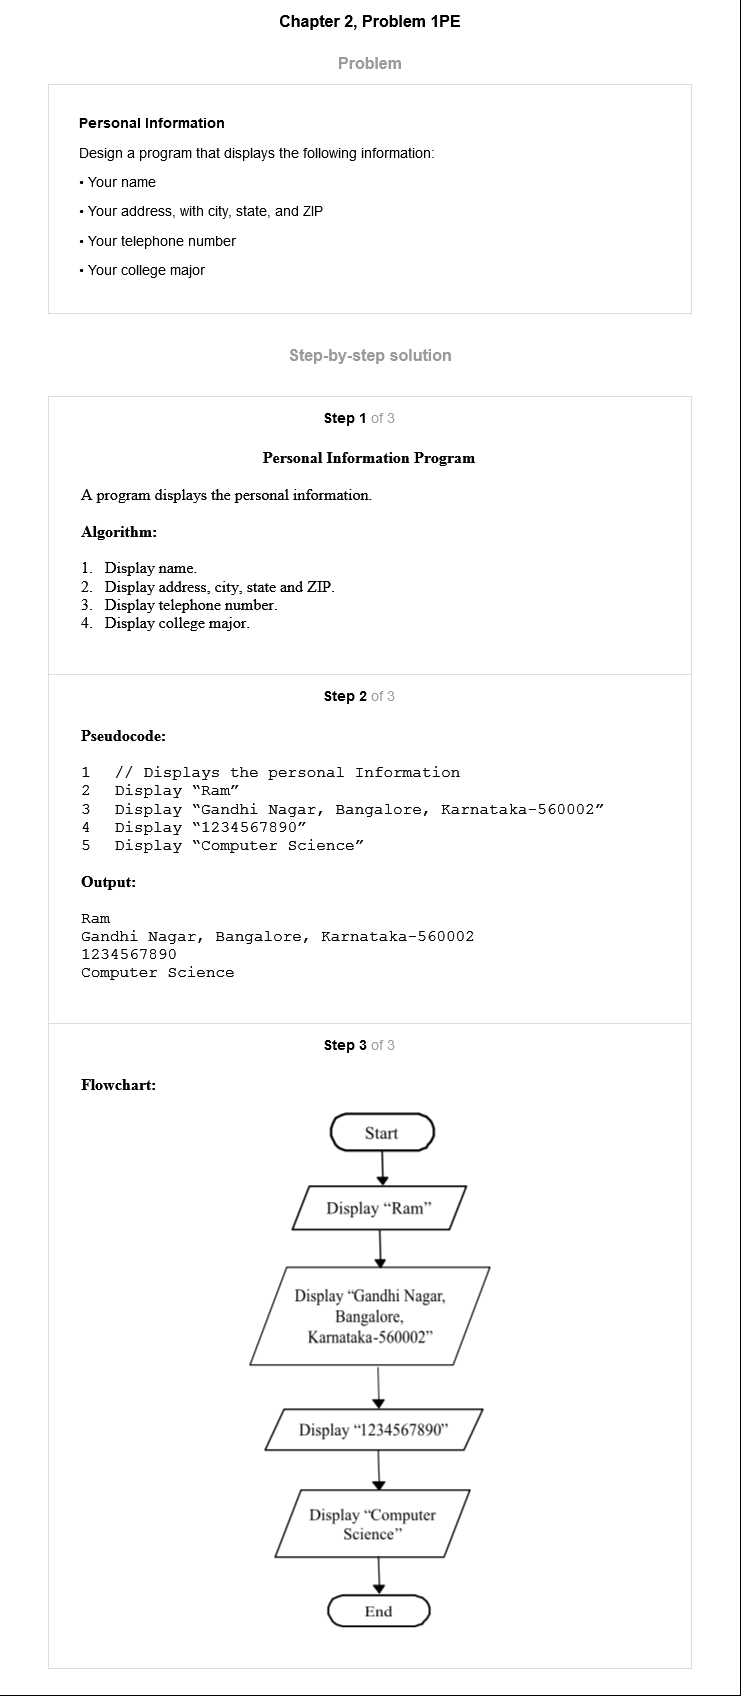 Chapter 2, Problem 1PE
Problem
Personal Information
Design a program that displays the following information:
• Your name
• Your address, with city, state, and ZIP
• Your telephone number
• Your college major
Step-by-step solution
Step 1 of 3
Personal Information Program
A program displays the personal information.
Algorithm:
1. Display name.
2. Display address, city, state and ZIP.
3. Display telephone number.
4. Display college major.
Step 2 of 3
Pseudocode:
1 // Displays the personal Information
2 Display “Ram”
3 Display “Gandhi Nagar, Bangalore, Karnataka-560002”
4 Display “1234567890”
5 Display “Computer Science”
Output:
Ram
Gandhi Nagar, Bangalore, Karnataka-560002
1234567890
Computer Science
Step 3 of 3
Flowchart:
Start
Display “Ram”
Display “Gandhi Nagar,
Bangalore,
Karnataka-560002”
Display “1234567890”
Display “Computer
Science”
End